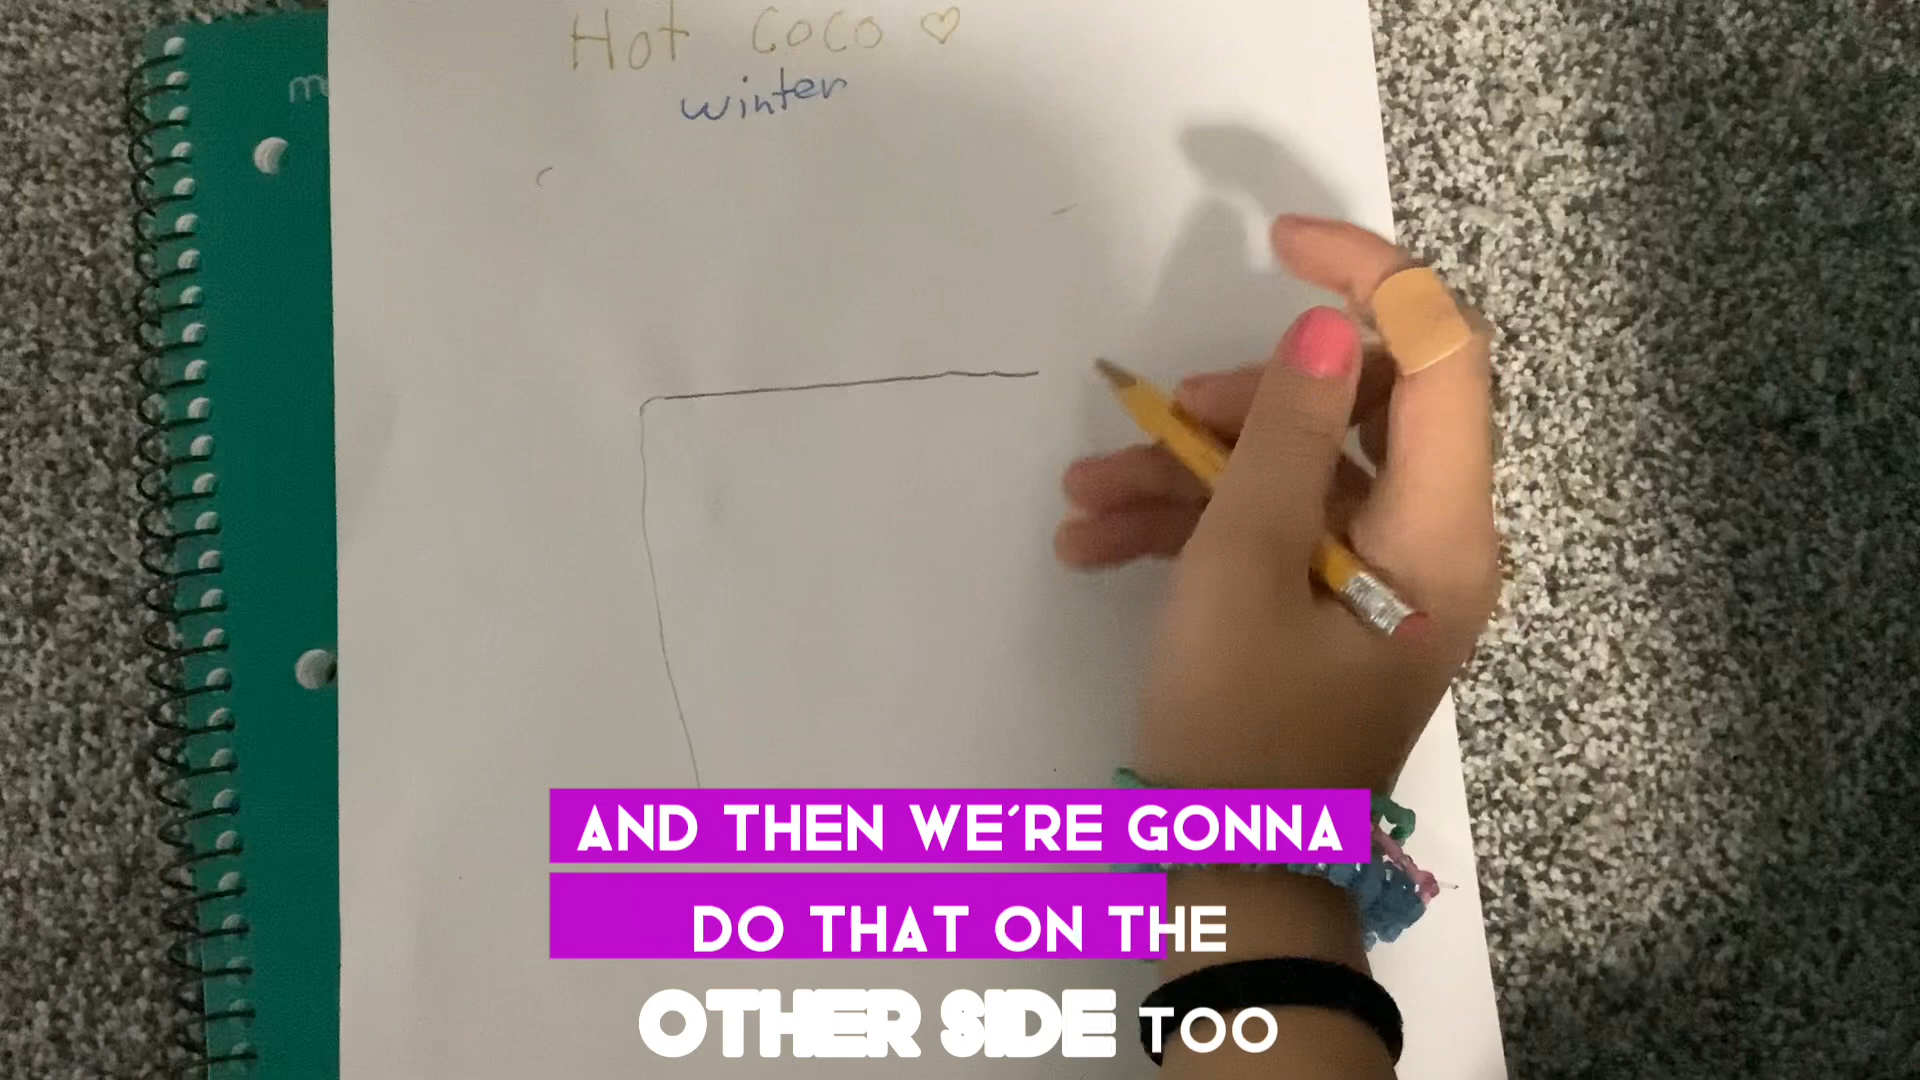 Hot Coco ♡
winter
AND THEN WE'RE GONNA
DO THAT ON THE
OTHER SIDE TOO